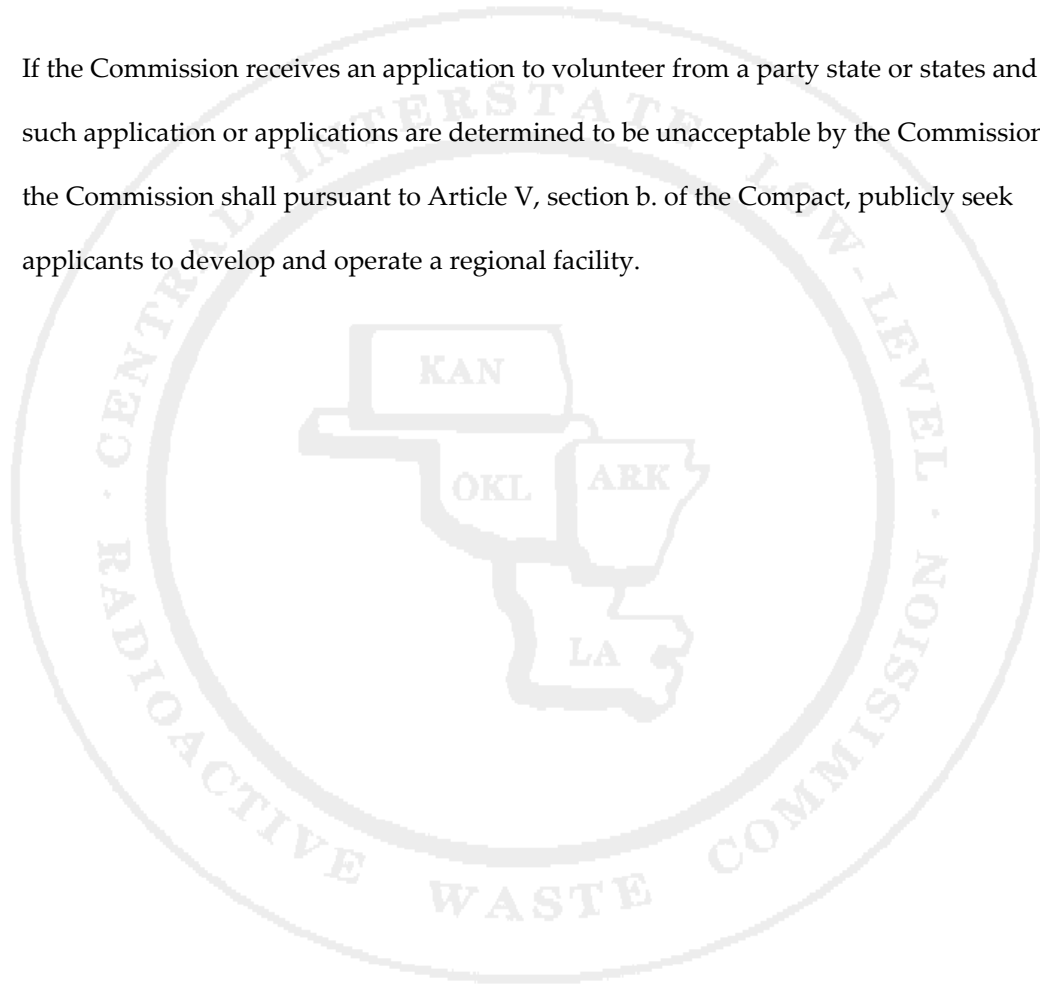 If the Commission receives an application to volunteer from a party state or states and
such application or applications are determined to be unacceptable by the Commission
the Commission shall pursuant to Article V, section b. of the Compact, publicly seek
applicants to develop and operate a regional facility.
· CENTRAL INTERSTATE LOW-LEVEL ·
KAN
OKL
ARK
LA
RADIOACTIVE WASTE COMMISSION